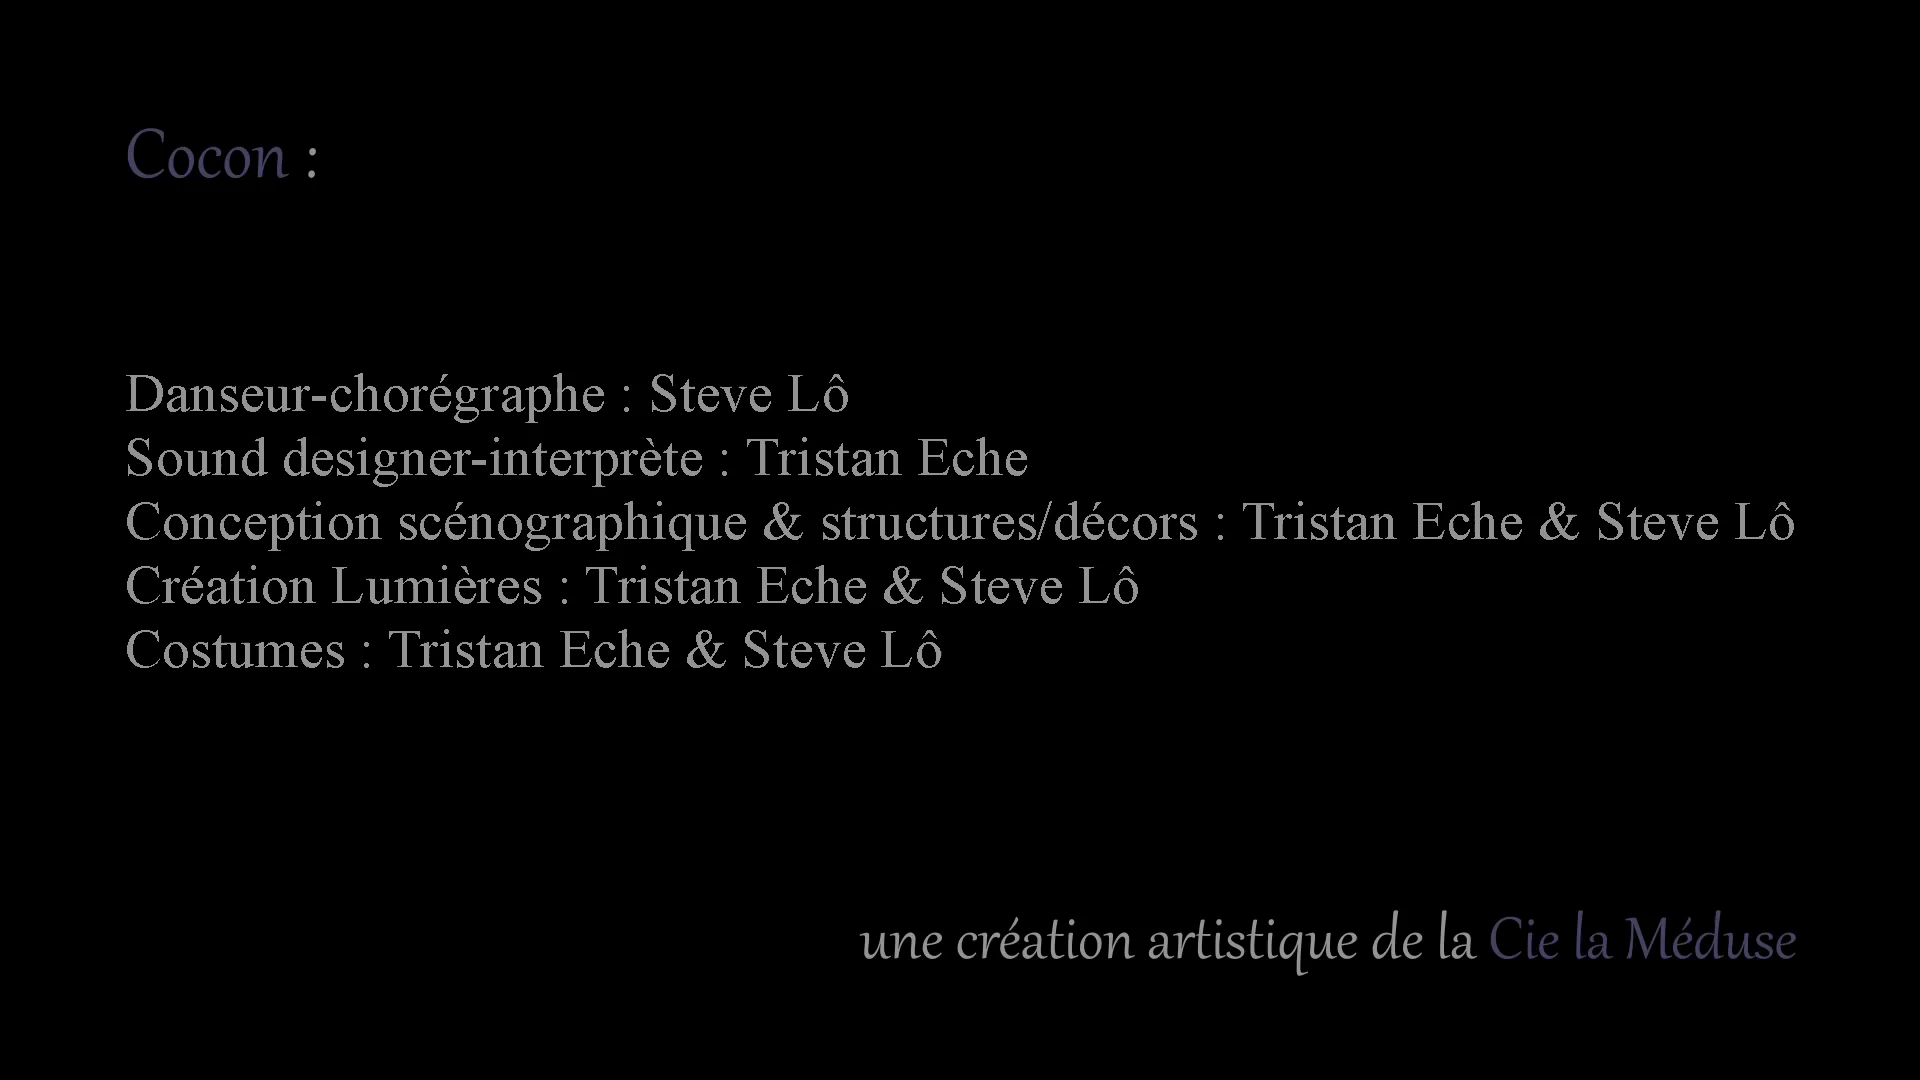 Cocon :
Danseur-chorégraphe : Steve Lô
Sound designer-interprète : Tristan Eche
Conception scénographique & structures/décors : Tristan Eche & Steve Lô
Création Lumières : Tristan Eche & Steve Lô
Costumes : Tristan Eche & Steve Lô
une création artistique de la Cie la Méduse